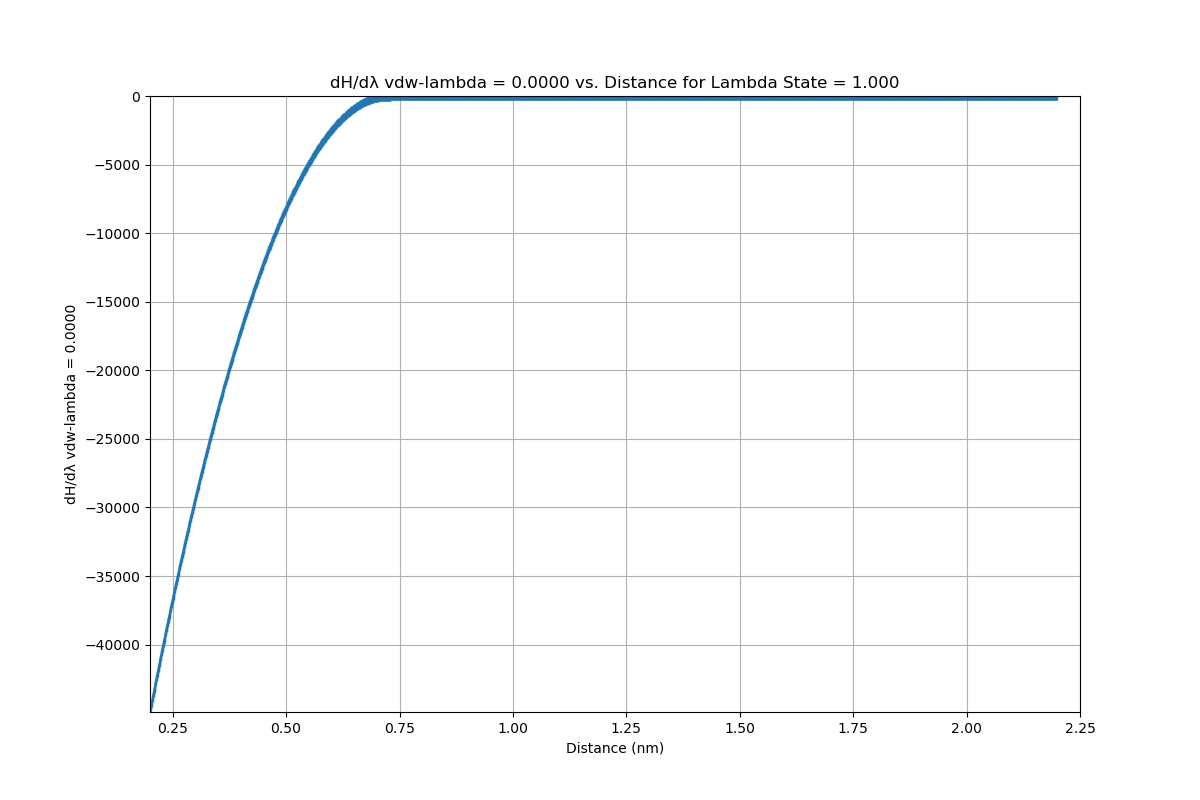 dH/dλ vdw-lambda = 0.0000 vs. Distance for Lambda State = 1.000
dH/dλ vdw-lambda = 0.0000
0
−5000
−10000
−15000
−20000
−25000
−30000
−35000
−40000
0.25 0.50 0.75 1.00 1.25 1.50 1.75 2.00 2.25
Distance (nm)